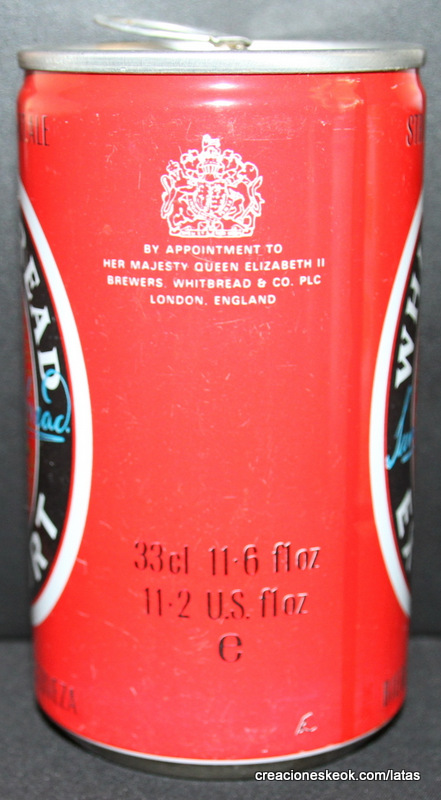 ALE
BY APPOINTMENT TO
HER MAJESTY QUEEN ELIZABETH II
BREWERS. WHITBREAD & CO. PLC
LONDON. ENGLAND
33cl 11·6 fl oz
11·2 U.S. fl oz
e
creacioneskeok.com/latas